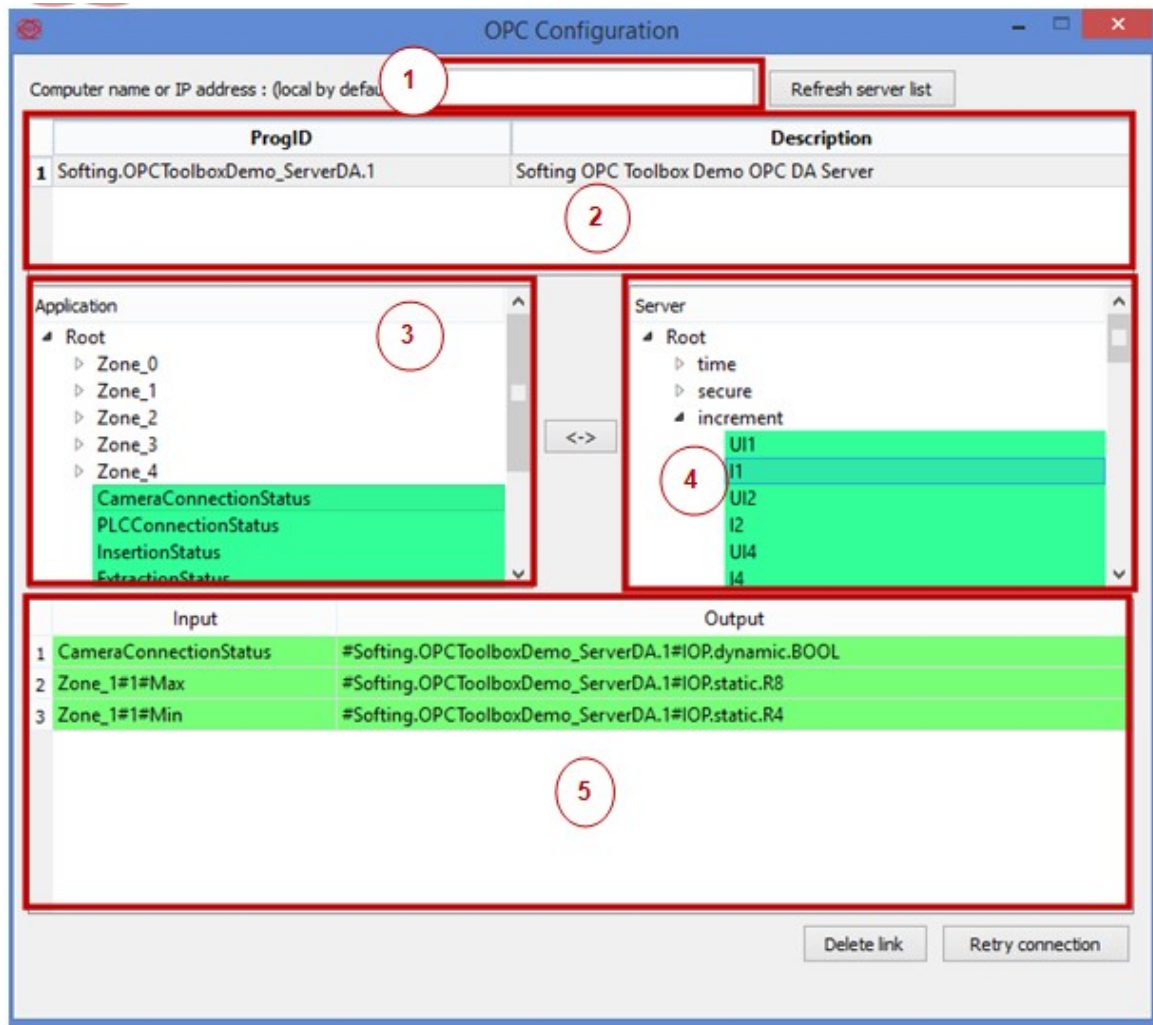 OPC Configuration
Computer name or IP address : (local by defau
1
Refresh server list
ProgID Description
1 Softing.OPCToolboxDemo_ServerDA.1 Softing OPC Toolbox Demo OPC DA Server
2
Application
Root
Zone_0
Zone_1
Zone_2
Zone_3
Zone_4
CameraConnectionStatus
PLCConnectionStatus
InsertionStatus
ExtractionStatus
3
<->
Server
Root
time
secure
increment
UI1
I1
UI2
I2
UI4
I4
4
Input Output
1 CameraConnectionStatus #Softing.OPCToolboxDemo_ServerDA.1#IOP.dynamic.BOOL
2 Zone_1#1#Max #Softing.OPCToolboxDemo_ServerDA.1#IOP.static.R8
3 Zone_1#1#Min #Softing.OPCToolboxDemo_ServerDA.1#IOP.static.R4
5
Delete link Retry connection